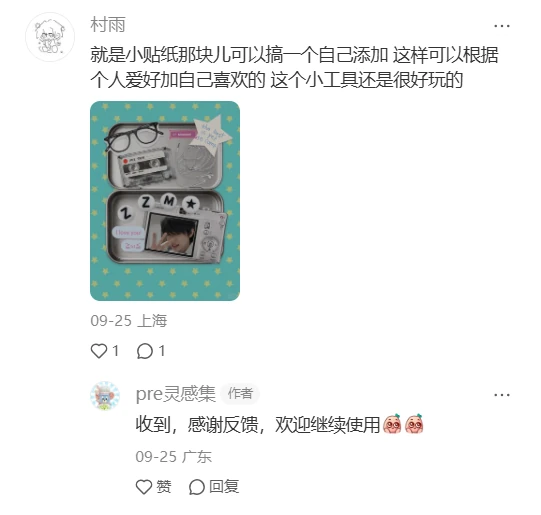 村雨
就是小贴纸那块儿可以搞一个自己添加 这样可以根据
个人爱好加自己喜欢的 这个小工具还是很好玩的
Z Z M ★
09-25 上海
1 1
pre灵感集 作者
收到，感谢反馈，欢迎继续使用
09-25 广东
赞 回复